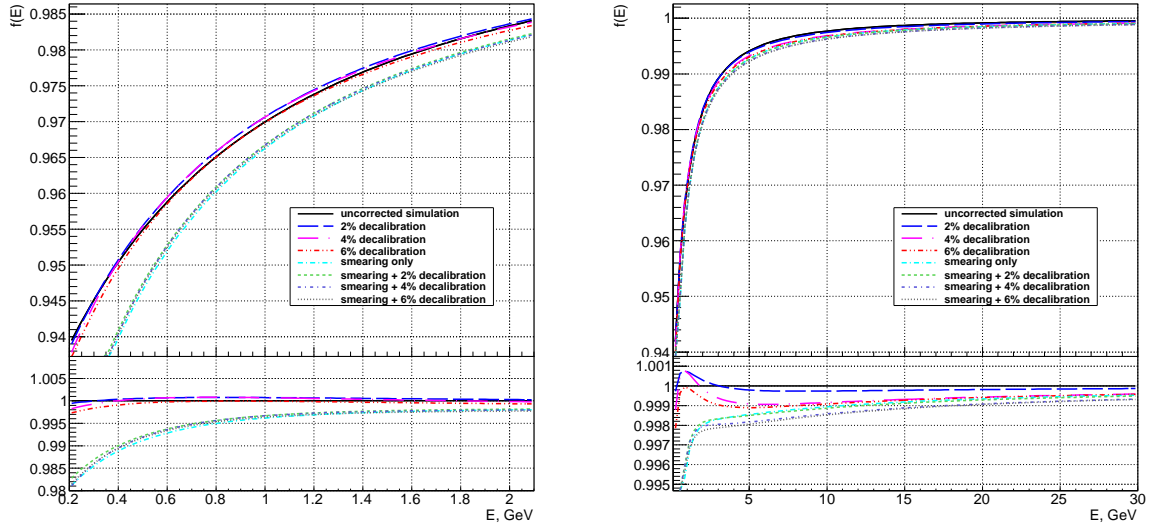 f(E)
0.985
0.98
0.975
0.97
0.965
0.96
0.955
0.95
0.945
0.94
uncorrected simulation
2% decalibration
4% decalibration
6% decalibration
smearing only
smearing + 2% decalibration
smearing + 4% decalibration
smearing + 6% decalibration
1.005
1
0.995
0.99
0.985
0.98
0.2 0.4 0.6 0.8 1 1.2 1.4 1.6 1.8 2
E, GeV
f(E)
1
0.99
0.98
0.97
0.96
0.95
0.94
uncorrected simulation
2% decalibration
4% decalibration
6% decalibration
smearing only
smearing + 2% decalibration
smearing + 4% decalibration
smearing + 6% decalibration
1.001
1
0.999
0.998
0.997
0.996
0.995
5 10 15 20 25 30
E, GeV